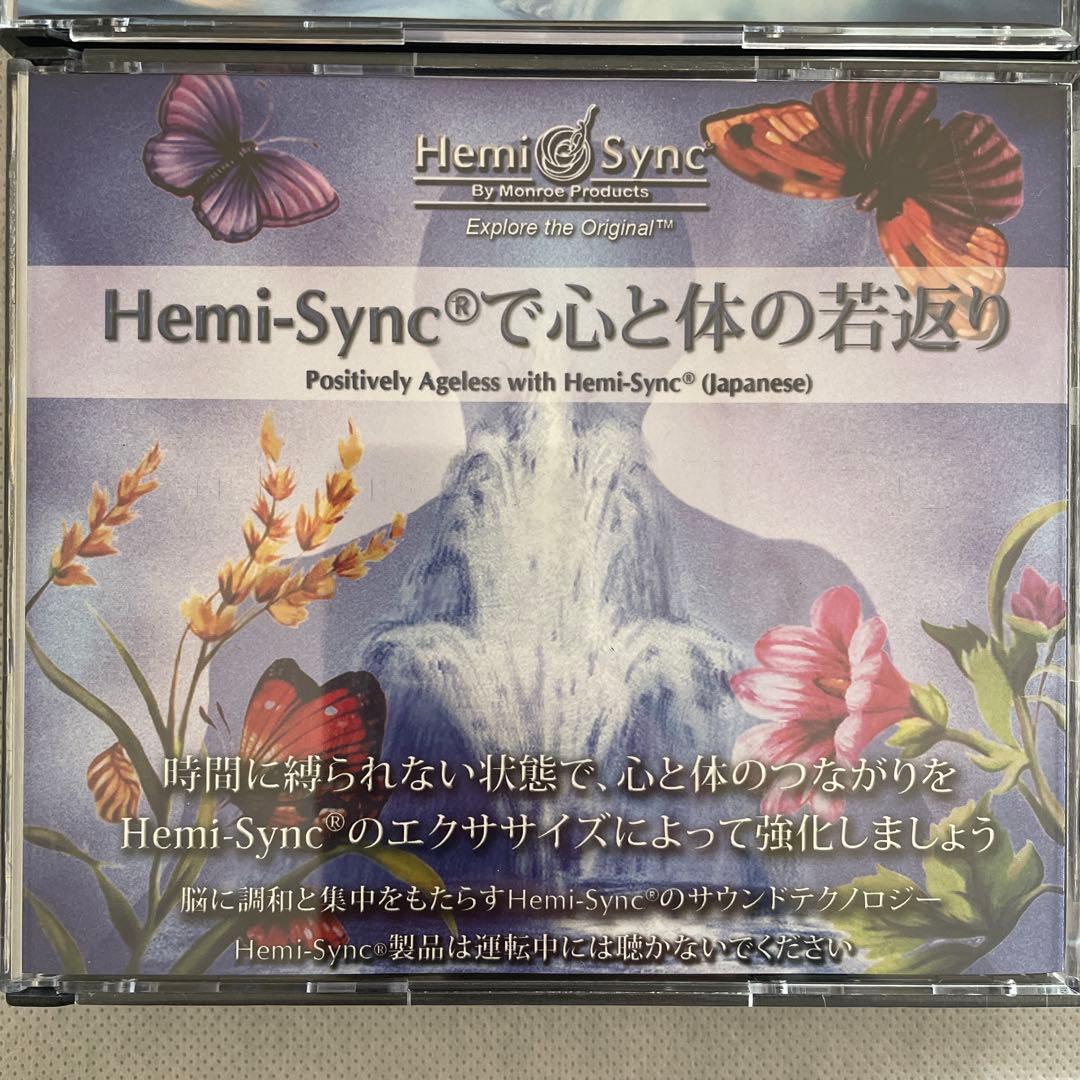 Hemi Sync®
By Monroe Products
Explore the Original™
Hemi-Sync®で心と体の若返り
Positively Ageless with Hemi-Sync® (Japanese)
時間に縛られない状態で、心と体のつながりを
Hemi-Sync®のエクササイズによって強化しましょう
脳に調和と集中をもたらすHemi-Sync®のサウンドテクノロジー
Hemi-Sync®製品は運転中には聴かないでください